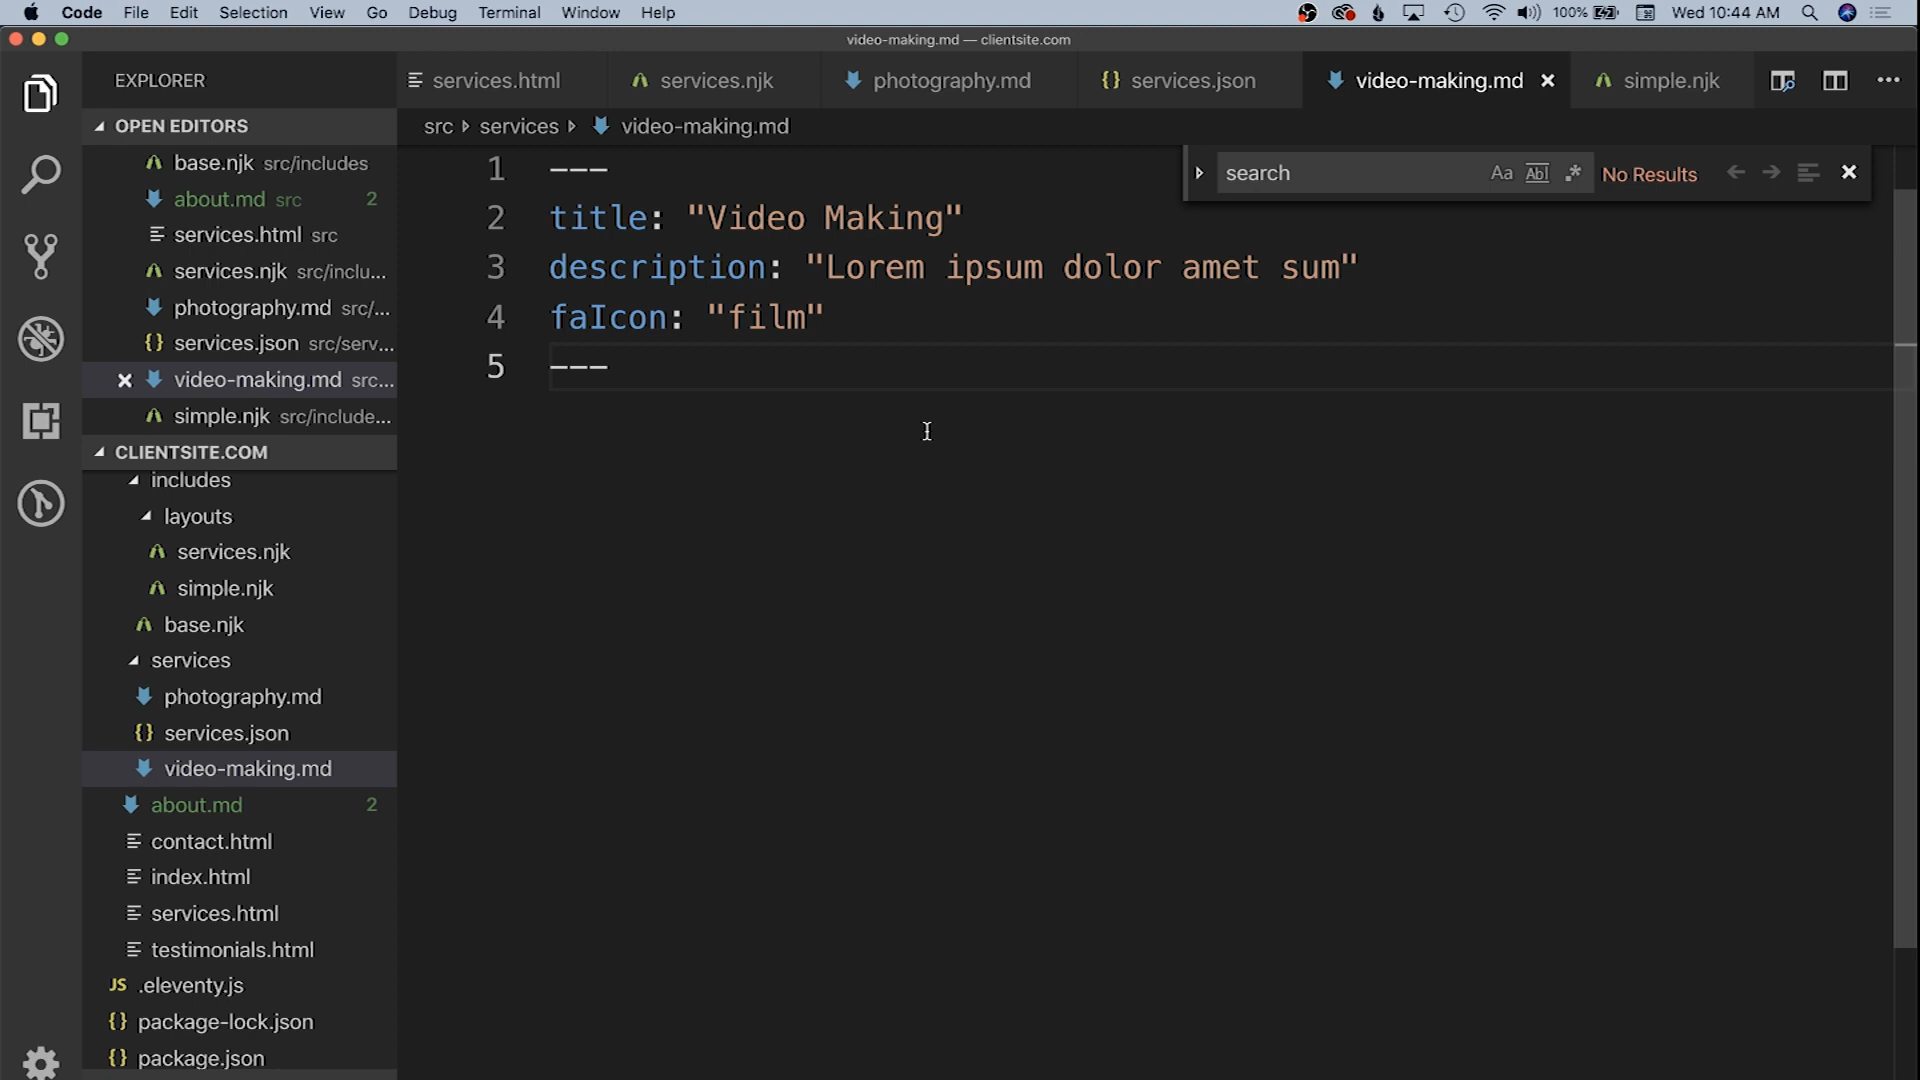 Code File Edit Selection View Go Debug Terminal Window Help 100% Wed 10:44 AM
video-making.md — clientsite.com
EXPLORER
services.html services.njk photography.md {} services.json video-making.md simple.njk
OPEN EDITORS
src services video-making.md
base.njk src/includes
about.md src 2
services.html src
services.njk src/inclu...
photography.md src/...
{} services.json src/serv...
video-making.md src...
simple.njk src/include...
search Aa Abl .* No Results
1 ---
2 title: "Video Making"
3 description: "Lorem ipsum dolor amet sum"
4 faIcon: "film"
5 ---
CLIENTSITE.COM
includes
layouts
services.njk
simple.njk
base.njk
services
photography.md
{} services.json
video-making.md
about.md 2
contact.html
index.html
services.html
testimonials.html
JS .eleventy.js
{} package-lock.json
{} package.json